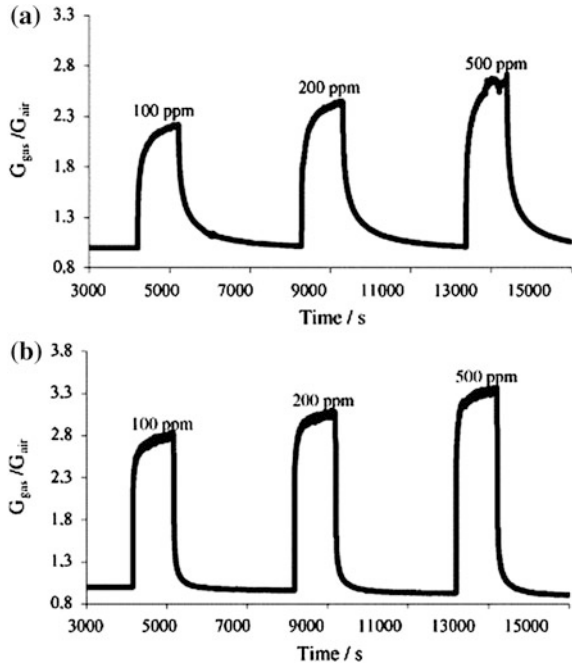 (a)
3.3
2.8
2.3
1.8
1.3
0.8
G_gas /G_air
100 ppm
200 ppm
500 ppm
3000 5000 7000 9000 11000 13000 15000
Time / s
(b)
3.8
3.3
2.8
2.3
1.8
1.3
0.8
G_gas /G_air
100 ppm
200 ppm
500 ppm
3000 5000 7000 9000 11000 13000 15000
Time / s